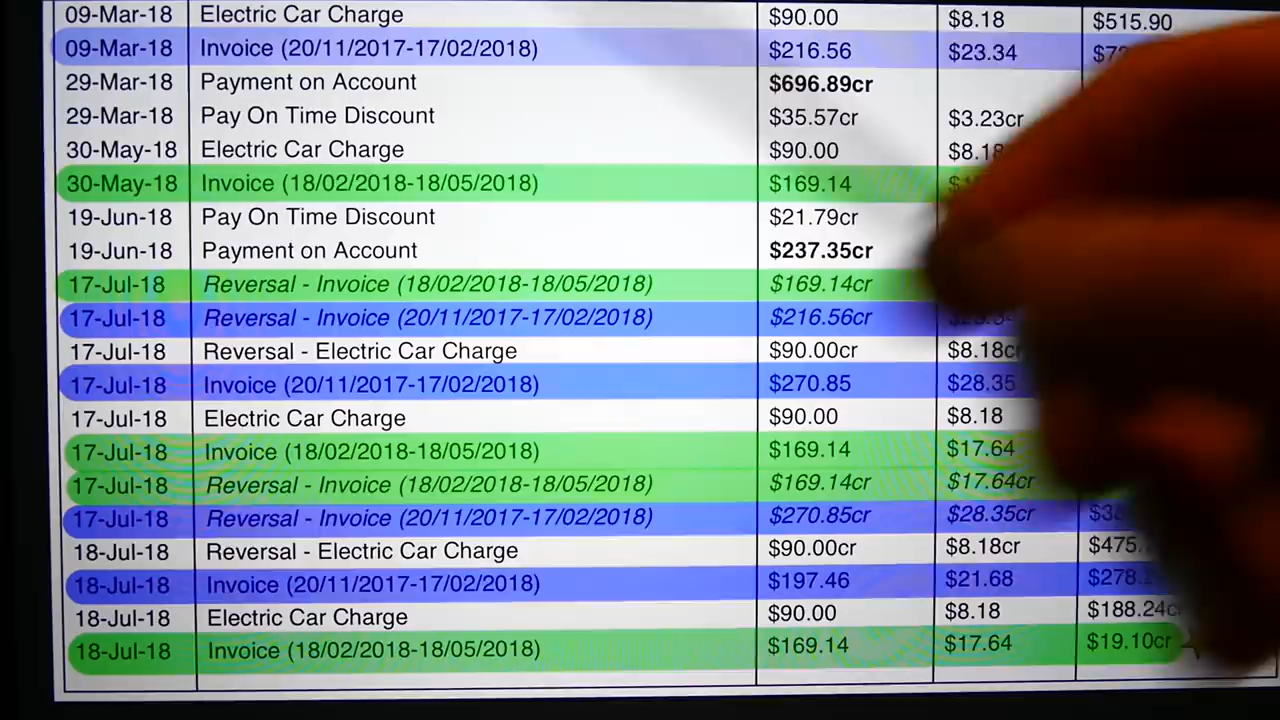 09-Mar-18 Electric Car Charge $90.00 $8.18 $515.90
09-Mar-18 Invoice (20/11/2017-17/02/2018) $216.56 $23.34
29-Mar-18 Payment on Account $696.89cr
29-Mar-18 Pay On Time Discount $35.57cr $3.23cr
30-May-18 Electric Car Charge $90.00 $8.18
30-May-18 Invoice (18/02/2018-18/05/2018) $169.14
19-Jun-18 Pay On Time Discount $21.79cr
19-Jun-18 Payment on Account $237.35cr
17-Jul-18 Reversal - Invoice (18/02/2018-18/05/2018) $169.14cr
17-Jul-18 Reversal - Invoice (20/11/2017-17/02/2018) $216.56cr
17-Jul-18 Reversal - Electric Car Charge $90.00cr $8.18cr
17-Jul-18 Invoice (20/11/2017-17/02/2018) $270.85 $28.35
17-Jul-18 Electric Car Charge $90.00 $8.18
17-Jul-18 Invoice (18/02/2018-18/05/2018) $169.14 $17.64
17-Jul-18 Reversal - Invoice (18/02/2018-18/05/2018) $169.14cr $17.64cr
17-Jul-18 Reversal - Invoice (20/11/2017-17/02/2018) $270.85cr $28.35cr
18-Jul-18 Reversal - Electric Car Charge $90.00cr $8.18cr
18-Jul-18 Invoice (20/11/2017-17/02/2018) $197.46 $21.68
18-Jul-18 Electric Car Charge $90.00 $8.18 $188.24cr
18-Jul-18 Invoice (18/02/2018-18/05/2018) $169.14 $17.64 $19.10cr